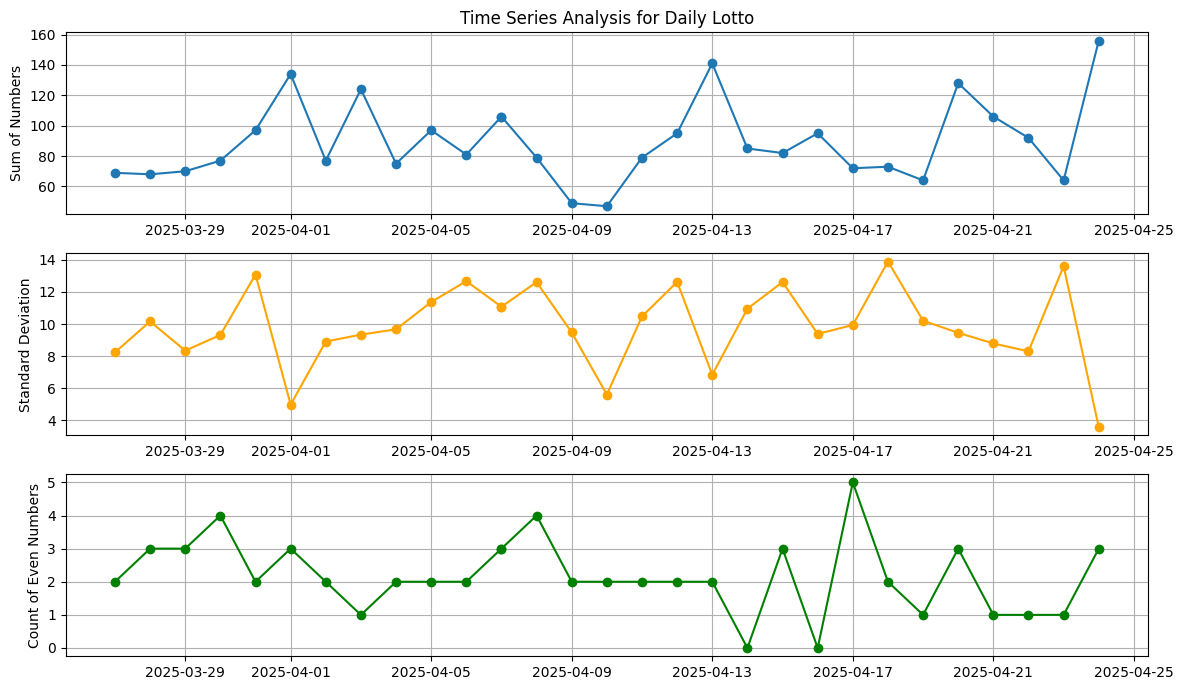 Time Series Analysis for Daily Lotto
Sum of Numbers
160
140
120
100
80
60
2025-03-29 2025-04-01 2025-04-05 2025-04-09 2025-04-13 2025-04-17 2025-04-21 2025-04-25
Standard Deviation
14
12
10
8
6
4
2025-03-29 2025-04-01 2025-04-05 2025-04-09 2025-04-13 2025-04-17 2025-04-21 2025-04-25
Count of Even Numbers
5
4
3
2
1
0
2025-03-29 2025-04-01 2025-04-05 2025-04-09 2025-04-13 2025-04-17 2025-04-21 2025-04-25